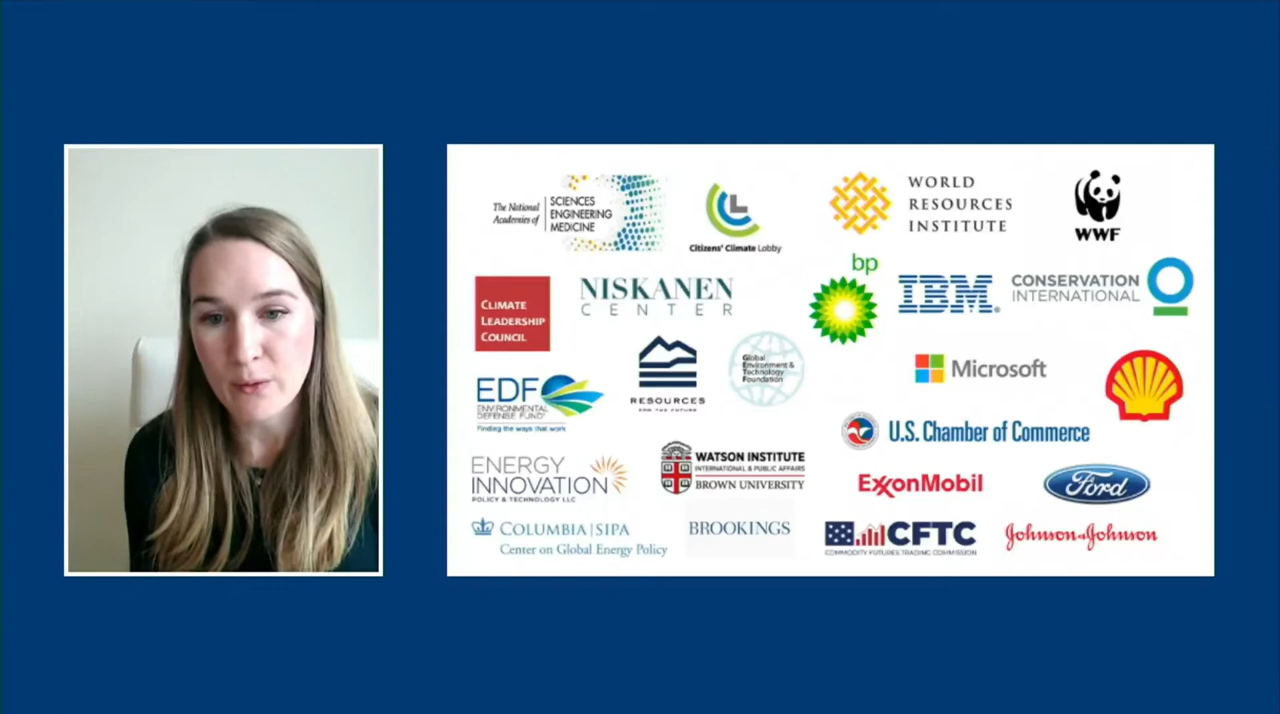 The National
Academies of
SCIENCES
ENGINEERING
MEDICINE
CL
Citizens' Climate Lobby
WORLD
RESOURCES
INSTITUTE
WWF
CLIMATE
LEADERSHIP
COUNCIL
NISKANEN
CENTER
bp
IBM®
CONSERVATION
INTERNATIONAL
EDF
ENVIRONMENTAL
DEFENSE FUND®
Finding the ways that work
RESOURCES
FOR THE FUTURE
Global
Environment &
Technology
Foundation
Microsoft
U.S. Chamber of Commerce
ENERGY
INNOVATION
POLICY & TECHNOLOGY LLC
WATSON INSTITUTE
INTERNATIONAL & PUBLIC AFFAIRS
BROWN UNIVERSITY
ExxonMobil
Ford
COLUMBIA | SIPA
Center on Global Energy Policy
BROOKINGS
CFTC
COMMODITY FUTURES TRADING COMMISSION
Johnson & Johnson